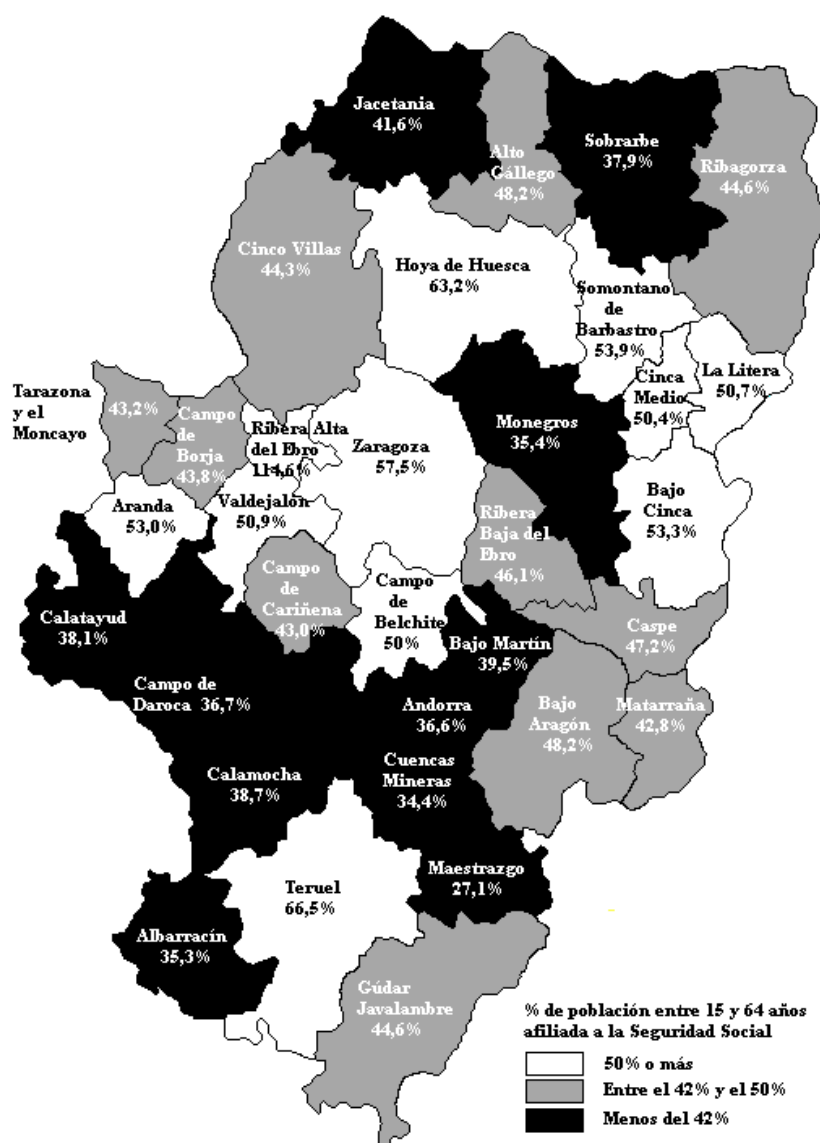 Jacetania
41,6%
Alto
Gállego
48,2%
Sobrarbe
37,9%
Ribagorza
44,6%
Cinco Villas
44,3%
Hoya de Huesca
63,2%
Somontano
de
Barbastro
53,9%
La Litera
50,7%
Cinca
Medio
50,4%
Tarazona
y el
Moncayo
43,2%
Campo
de
Borja
43,8%
Ribera Alta
del Ebro
114,6%
Zaragoza
57,5%
Monegros
35,4%
Aranda
53,0%
Valdejalón
50,9%
Ribera
Baja del
Ebro
46,1%
Bajo
Cinca
53,3%
Campo
de
Cariñena
43,0%
Campo
de
Belchite
50%
Calatayud
38,1%
Bajo Martín
39,5%
Caspe
47,2%
Campo de
Daroca 36,7%
Andorra
36,6%
Bajo
Aragón
48,2%
Matarraña
42,8%
Calamocha
38,7%
Cuencas
Mineras
34,4%
Maestrazgo
27,1%
Teruel
66,5%
Albarracín
35,3%
Gúdar
Javalambre
44,6%
% de población entre 15 y 64 años
afiliada a la Seguridad Social
50% o más
Entre el 42% y el 50%
Menos del 42%